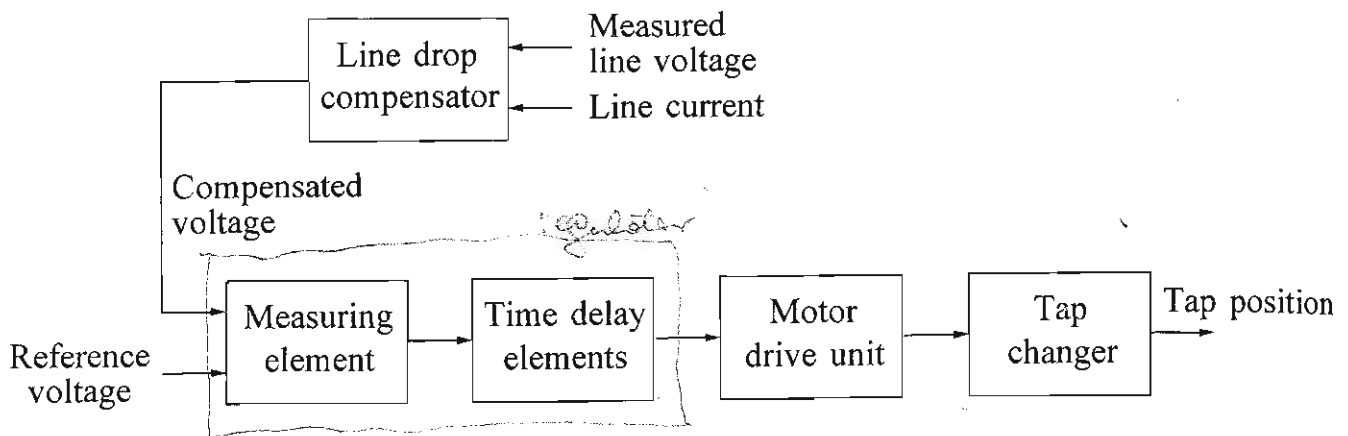 Line drop
compensator
Measured
line voltage
Line current
Compensated
voltage
Reference
voltage
Measuring
element
Time delay
elements
Motor
drive unit
Tap
changer
Tap position